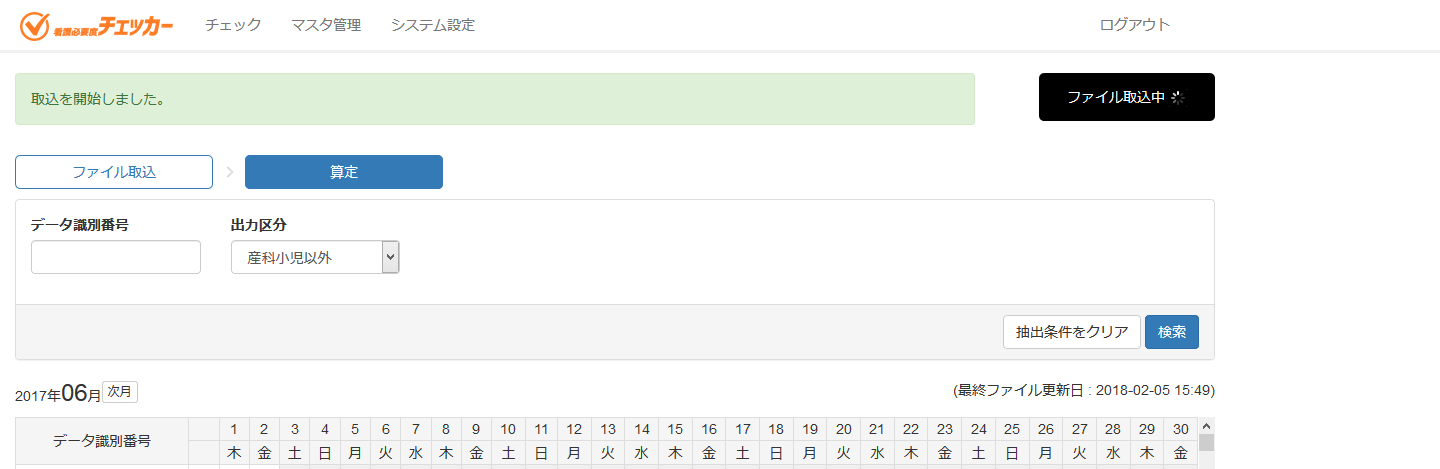 看護必要度チェッカー チェック マスタ管理 システム設定 ログアウト
取込を開始しました。 ファイル取込中
ファイル取込 > 算定
データ識別番号 出力区分
産科小児以外
抽出条件をクリア 検索
2017年06月 次月 (最終ファイル更新日 : 2018-02-05 15:49)
データ識別番号 1 2 3 4 5 6 7 8 9 10 11 12 13 14 15 16 17 18 19 20 21 22 23 24 25 26 27 28 29 30
木 金 土 日 月 火 水 木 金 土 日 月 火 水 木 金 土 日 月 火 水 木 金 土 日 月 火 水 木 金